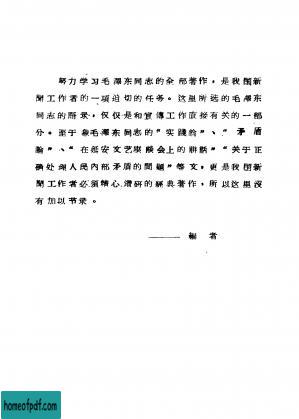 努力学习毛澤东同志的全部著作，是我国新
聞工作者的一項迫切的任务。这里所选的毛澤东
同志的語录，仅仅是和宣傳工作直接有关的一部
分。至于象毛澤东同志的“实踐論”、“矛盾
論”、“在延安文艺座談会上的講話”“关于正
确处理人民內部矛盾的問題”等文，更是我国新
聞工作者必須精心鑽研的經典著作，所以这里沒
有加以节录。
——編者
homeofpdf.com